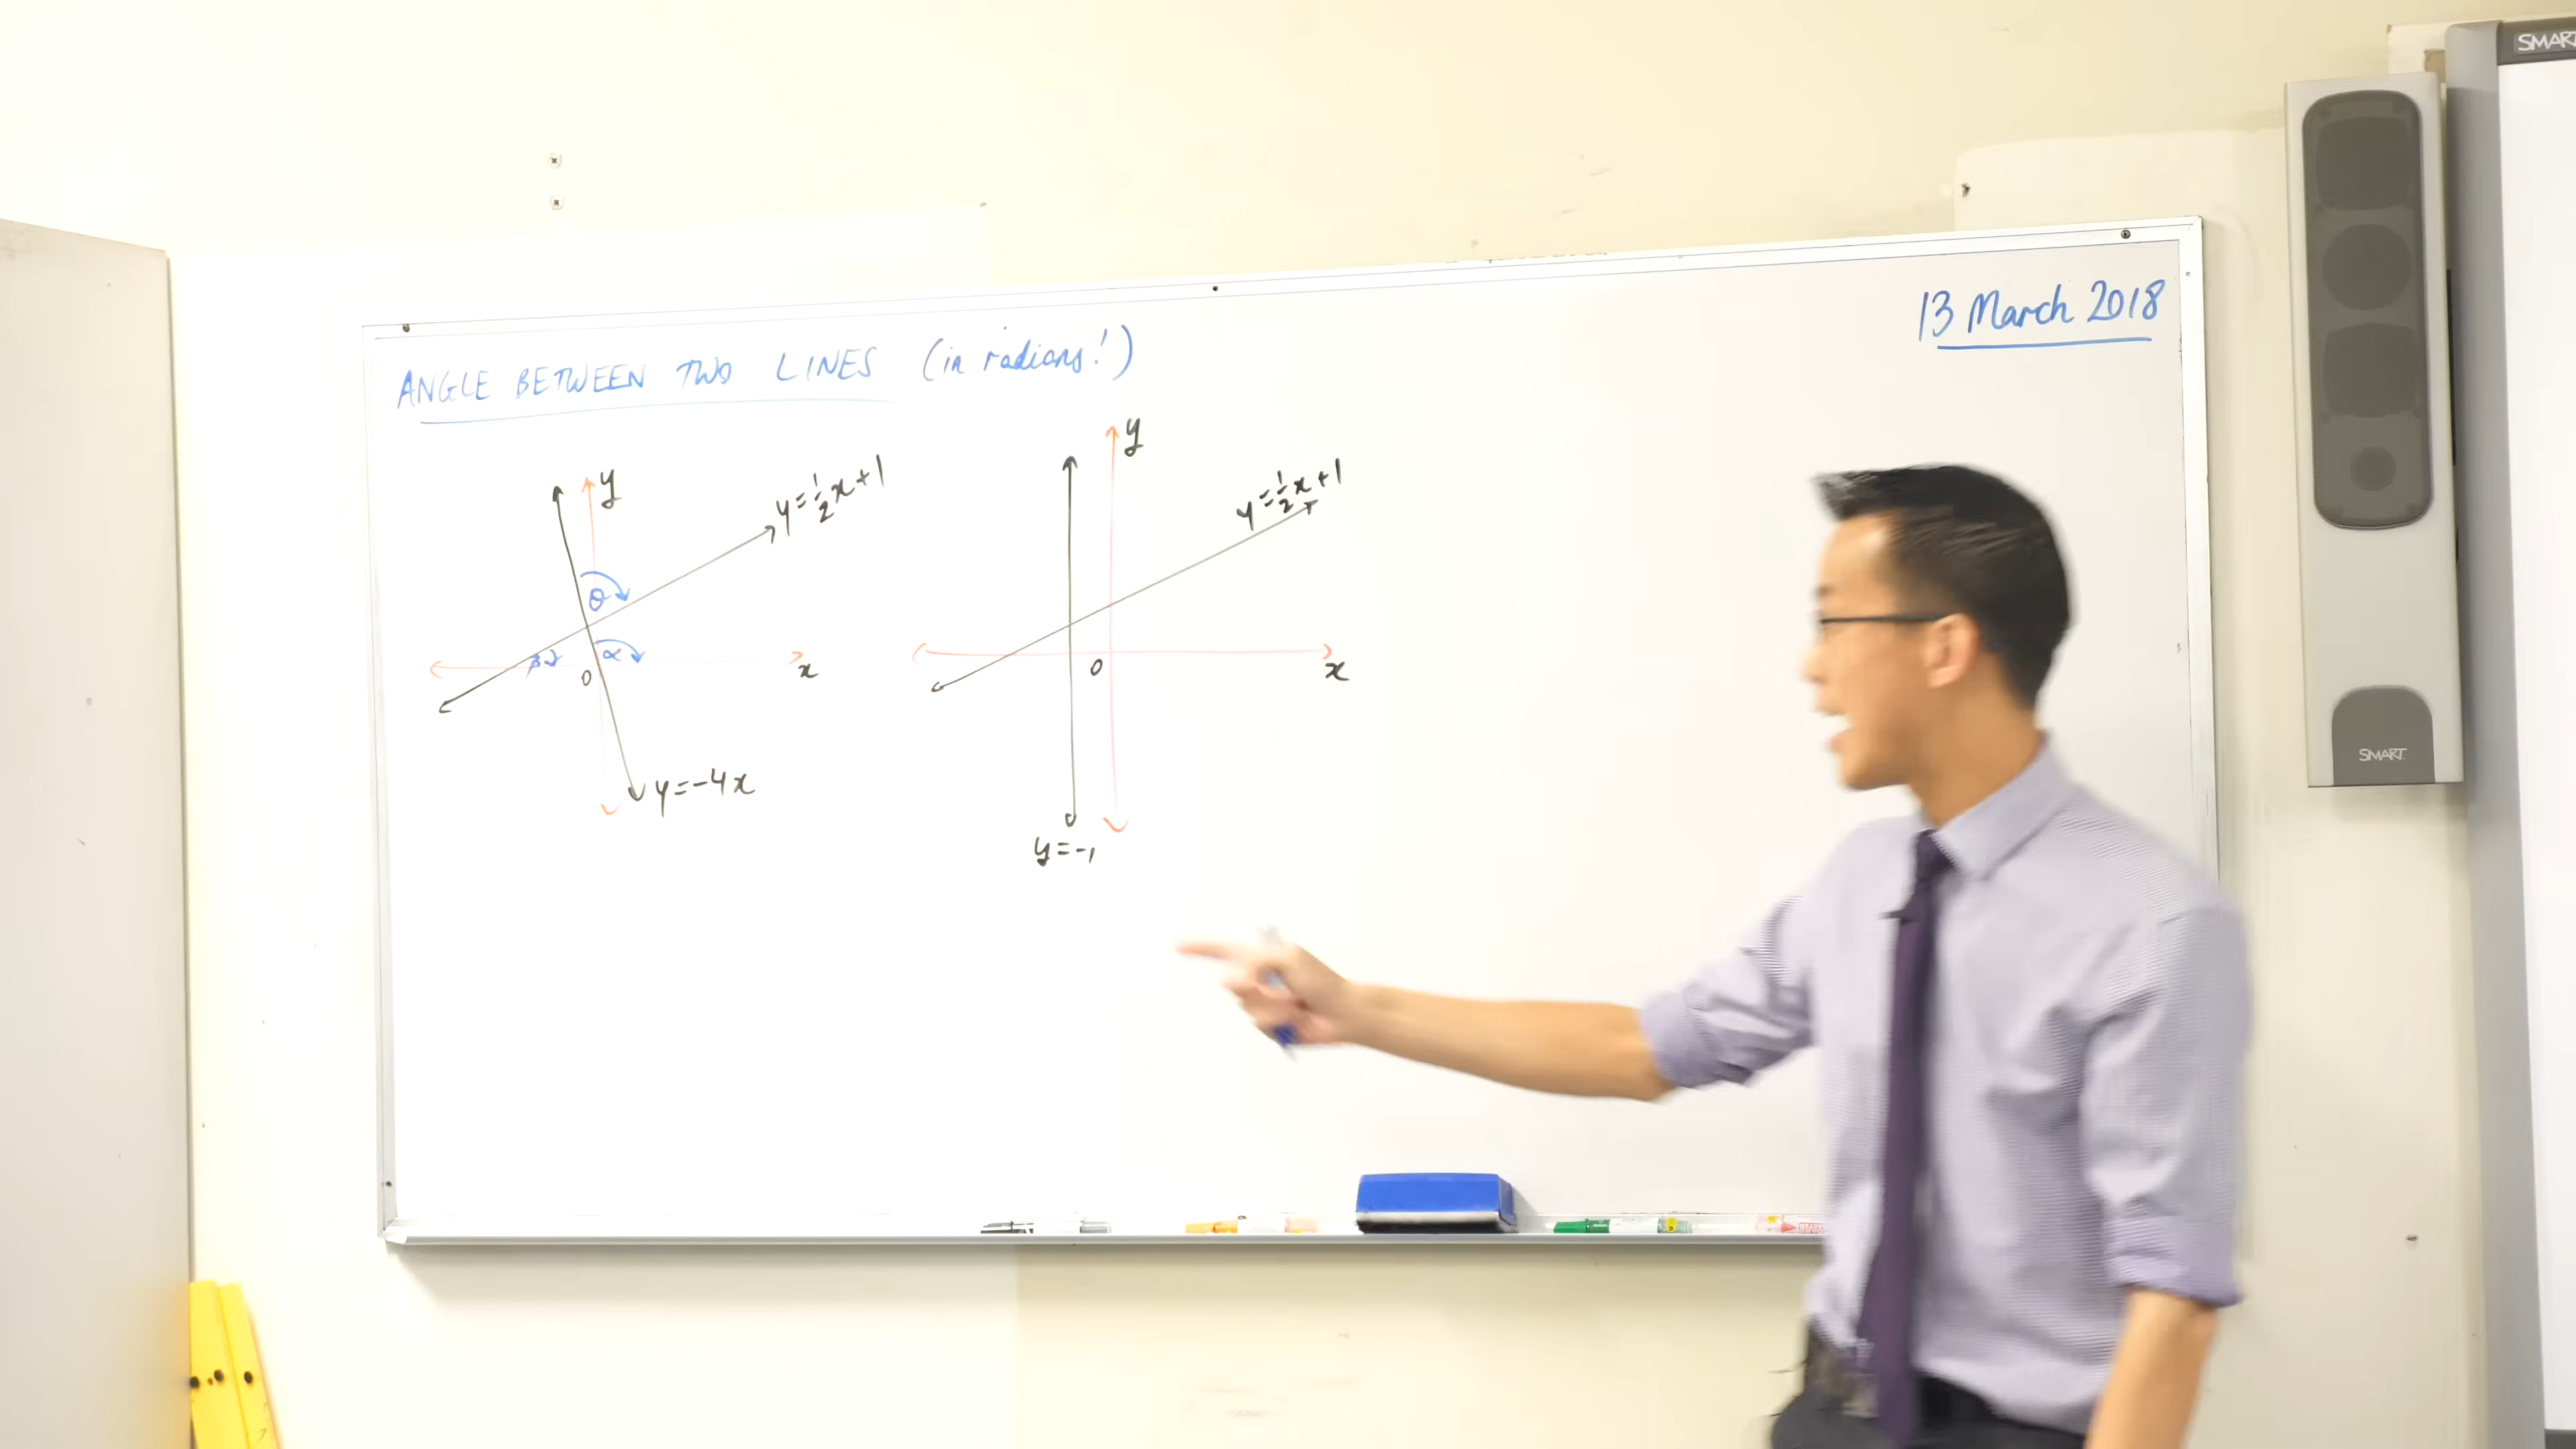 13 March 2018
ANGLE BETWEEN TWO LINES (in radians!)
y
y=½x+1
θ
β
α
0
x
y=-4x
y
y=½x+1
0
x
y=-1
SMART
SMART